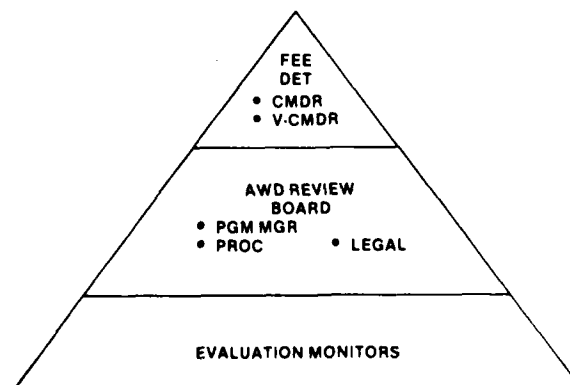 FEE
DET
• CMDR
• V-CMDR
AWD REVIEW
BOARD
• PGM MGR
• PROC • LEGAL
EVALUATION MONITORS